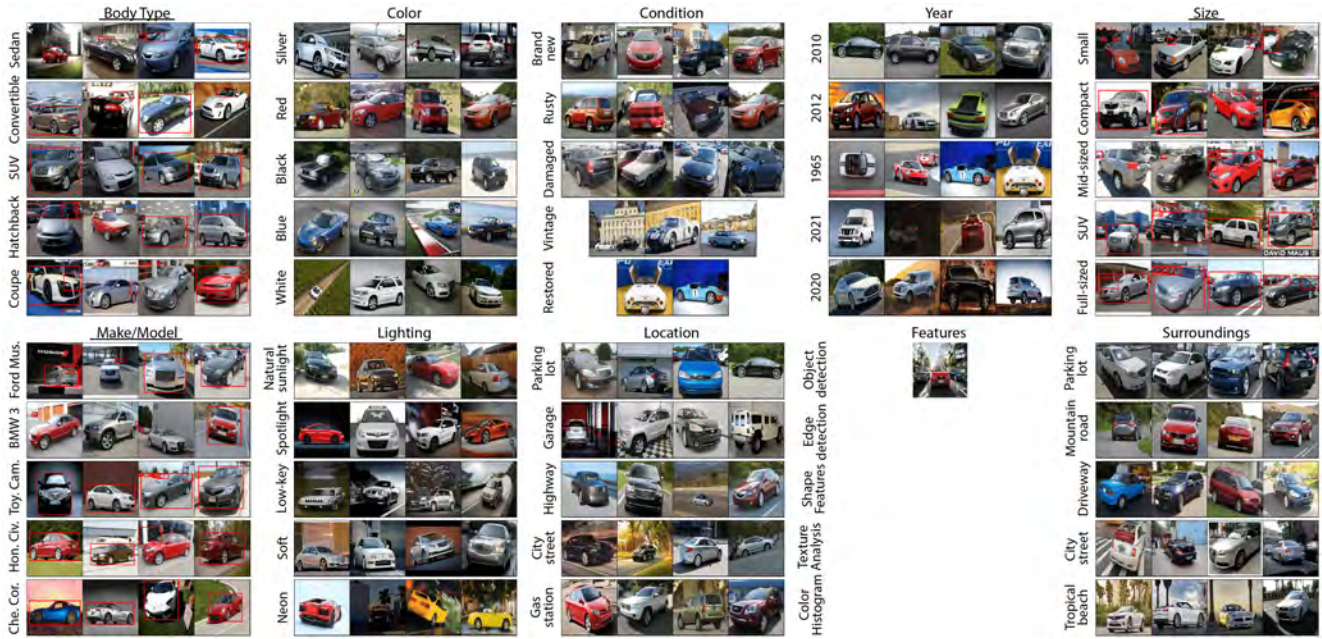 Body Type
Sedan
Convertible
SUV
Hatchback
Coupe
Color
Silver
Red
Black
Blue
White
Condition
Brand new
Rusty
Damaged
Vintage
Restored
Year
2010
2012
1965
2021
2020
Size
Small
Compact
Mid-sized
SUV
Full-sized
DAVID MAUS
Make/Model
Ford Mus.
BMW 3
Toy. Cam.
Hon. Civ.
Che. Cor.
Lighting
Natural sunlight
Spotlight
Low-key
Soft
Neon
Location
Parking lot
Garage
Highway
City street
Gas station
Features
Object detection
Edge detection
Shape Features
Texture Analysis
Color Histogram
Surroundings
Parking lot
Mountain road
Driveway
City street
Tropical beach